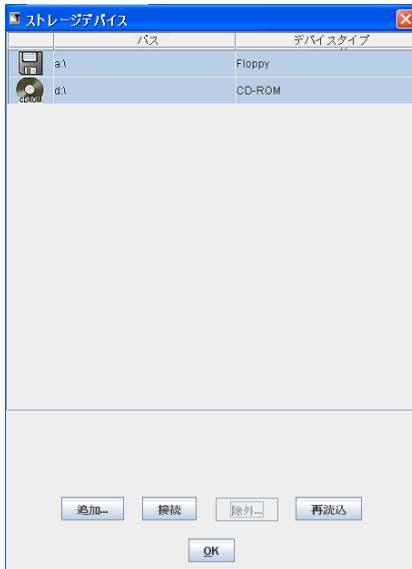 ストレージデバイス
パス デバイスタイプ
a:\ Floppy
CDROM d:\ CD-ROM
追加... 接続 除外... 再読込
OK